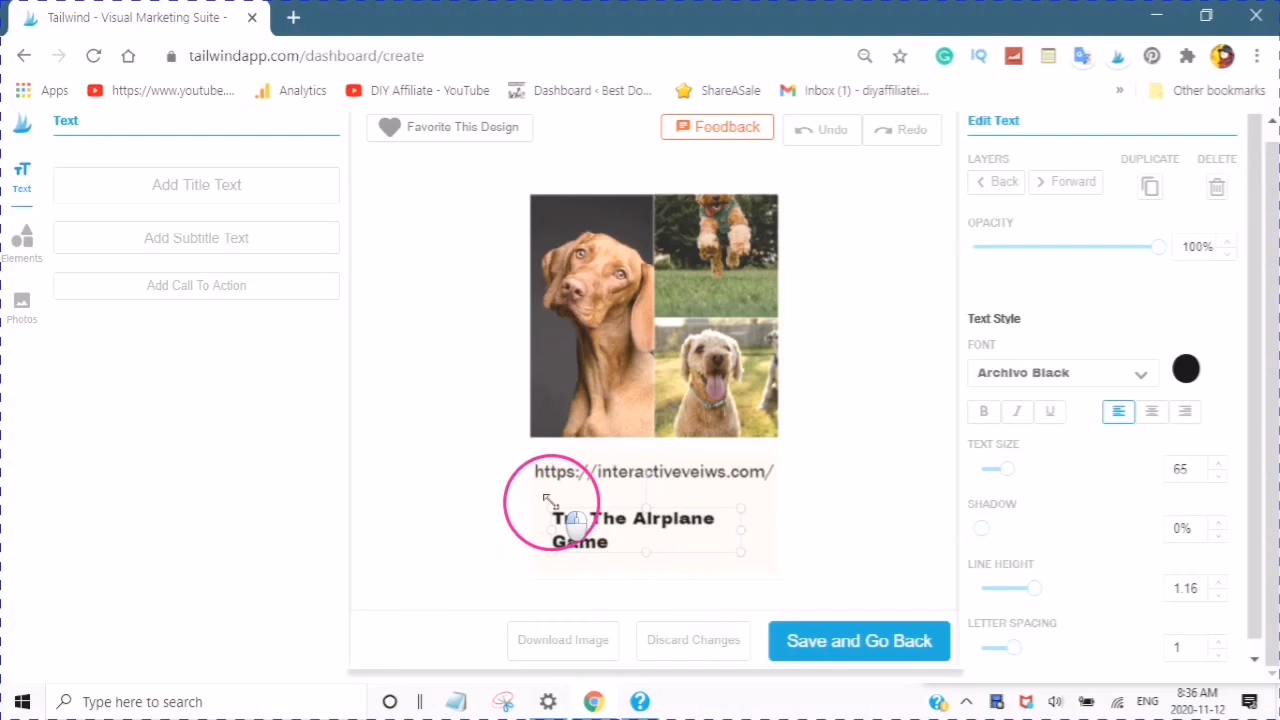 Tailwind - Visual Marketing Suite -
tailwindapp.com/dashboard/create
Apps
https://www.youtube....
Analytics
DIY Affiliate - YouTube
Dashboard ‹ Best Do...
ShareASale
Inbox (1) - diyaffiliatei...
»
Other bookmarks
Text
Favorite This Design
Feedback
Undo
Redo
Edit Text
Text
Elements
Photos
Add Title Text
Add Subtitle Text
Add Call To Action
LAYERS
DUPLICATE
DELETE
Back
Forward
OPACITY
100%
Text Style
FONT
Archivo Black
B I U
TEXT SIZE
65
SHADOW
0%
LINE HEIGHT
1.16
LETTER SPACING
1
https://interactiveveiws.com/
The Airplane
Game
Download Image
Discard Changes
Save and Go Back
Type here to search
ENG
8:36 AM
2020-11-12